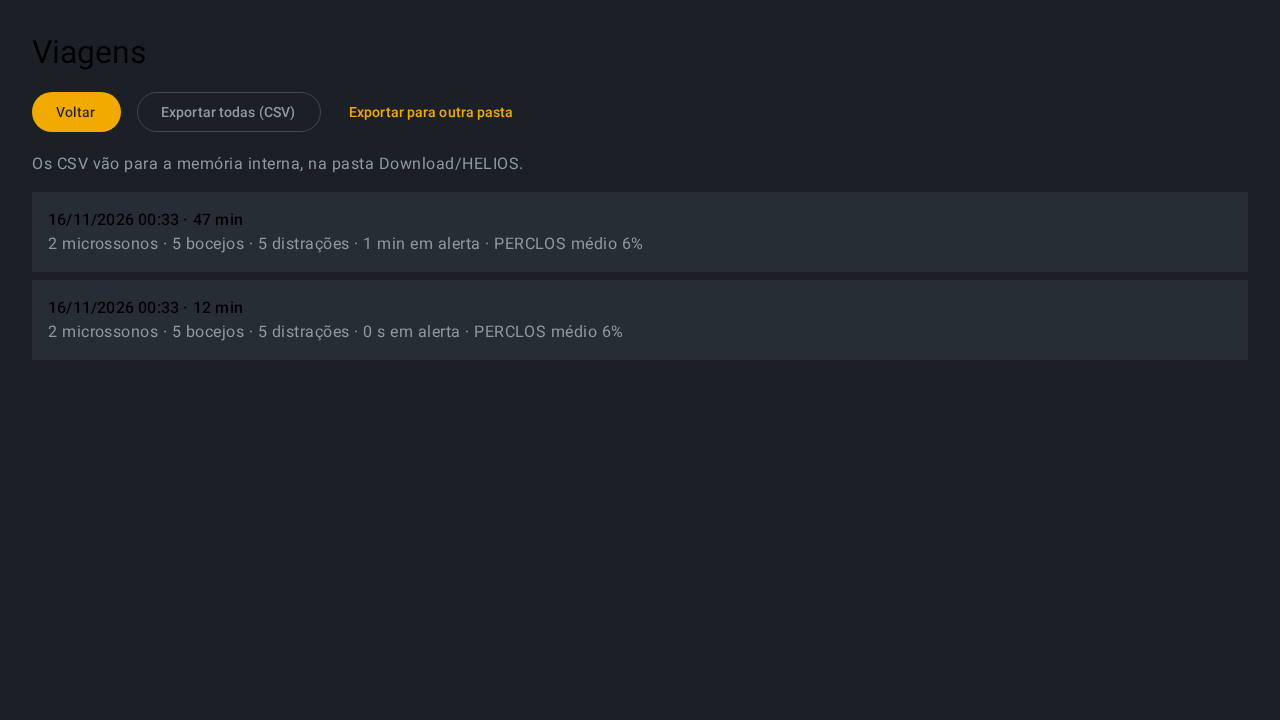 Viagens
Voltar Exportar todas (CSV) Exportar para outra pasta
Os CSV vão para a memória interna, na pasta Download/HELIOS.
16/11/2026 00:33 · 47 min
2 microssonos · 5 bocejos · 5 distrações · 1 min em alerta · PERCLOS médio 6%
16/11/2026 00:33 · 12 min
2 microssonos · 5 bocejos · 5 distrações · 0 s em alerta · PERCLOS médio 6%